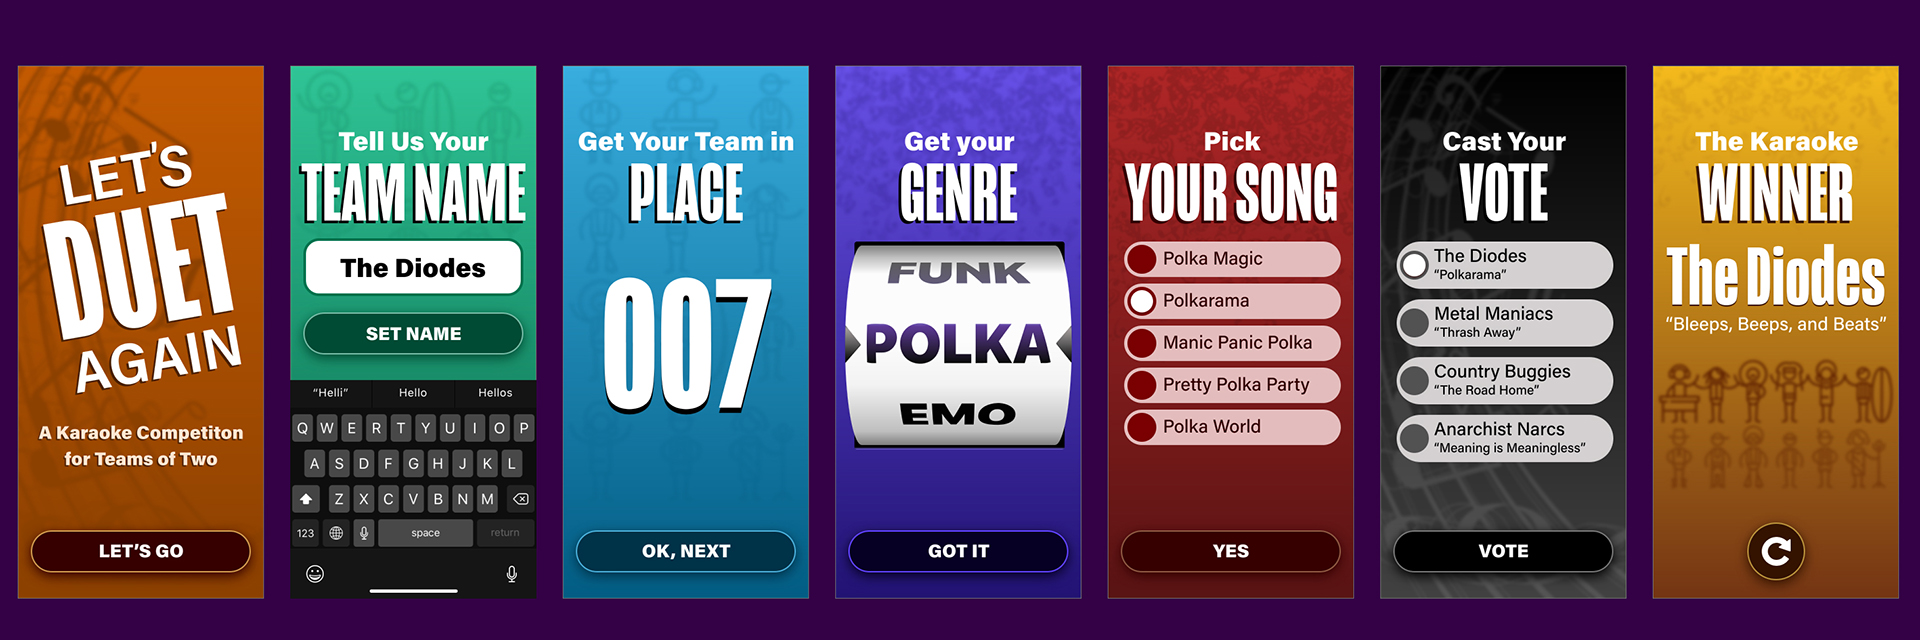 LET'S
DUET
AGAIN
A Karaoke Competiton
for Teams of Two
LET'S GO
Tell Us Your
TEAM NAME
The Diodes
SET NAME
“Helli” Hello Hellos
Q W E R T Y U I O P
A S D F G H J K L
Z X C V B N M
123 space return
Get Your Team in
PLACE
007
OK, NEXT
Get your
GENRE
FUNK
POLKA
EMO
GOT IT
Pick
YOUR SONG
Polka Magic
Polkarama
Manic Panic Polka
Pretty Polka Party
Polka World
YES
Cast Your
VOTE
The Diodes
“Polkarama”
Metal Maniacs
“Thrash Away”
Country Buggies
“The Road Home”
Anarchist Narcs
“Meaning is Meaningless”
VOTE
The Karaoke
WINNER
The Diodes
“Bleeps, Beeps, and Beats”